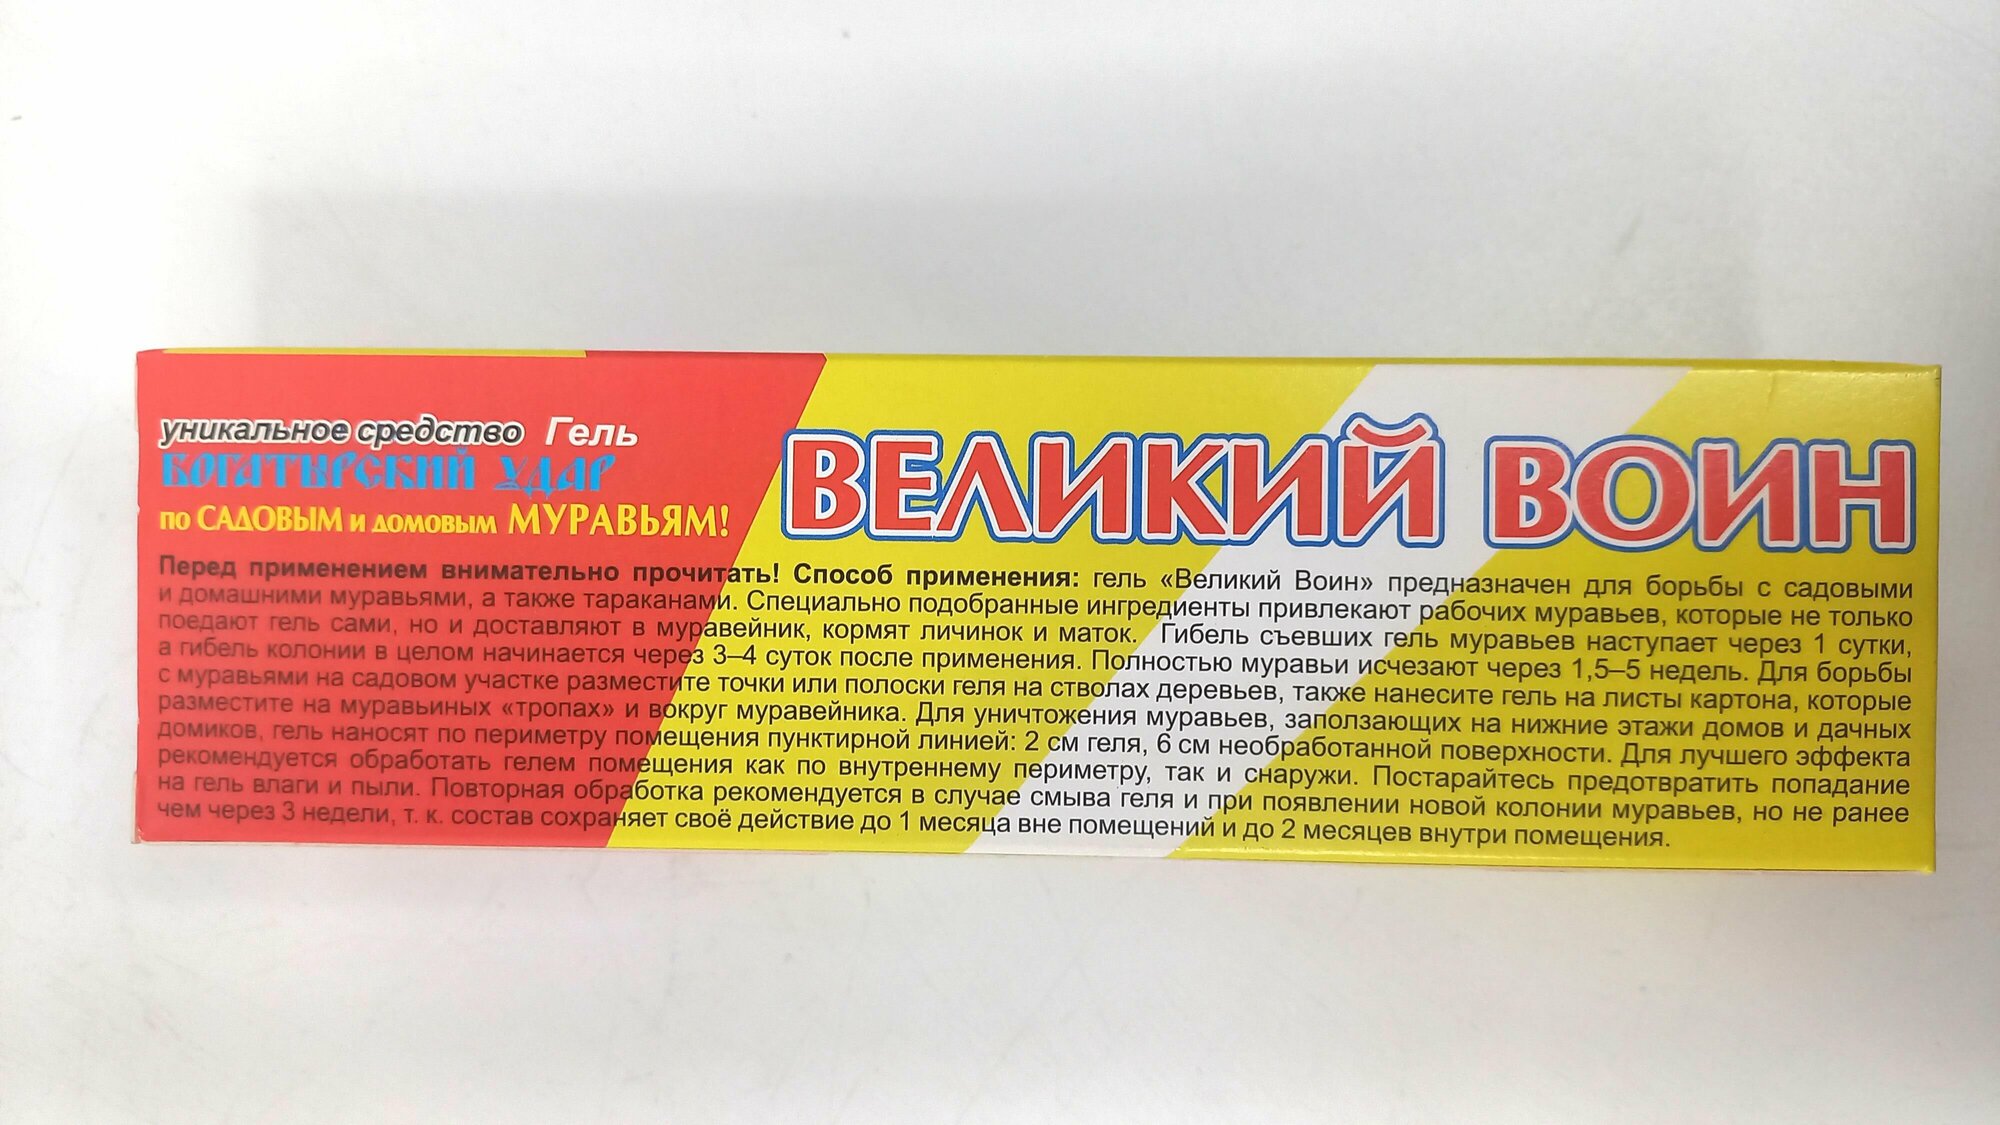 уникальное средство Гель
БОГАТЫРСКИЙ УДАР
по САДОВЫМ и домовым МУРАВЬЯМ!
ВЕЛИКИЙ ВОИН
Перед применением внимательно прочитать! Способ применения: гель «Великий Воин» предназначен для борьбы с садовыми
и домашними муравьями, а также тараканами. Специально подобранные ингредиенты привлекают рабочих муравьев, которые не только
поедают гель сами, но и доставляют в муравейник, кормят личинок и маток. Гибель съевших гель муравьев наступает через 1 сутки,
а гибель колонии в целом начинается через 3–4 суток после применения. Полностью муравьи исчезают через 1,5–5 недель. Для борьбы
с муравьями на садовом участке разместите точки или полоски геля на стволах деревьев, также нанесите гель на листы картона, которые
разместите на муравьиных «тропах» и вокруг муравейника. Для уничтожения муравьев, заползающих на нижние этажи домов и дачных
домиков, гель наносят по периметру помещения пунктирной линией: 2 см геля, 6 см необработанной поверхности. Для лучшего эффекта
рекомендуется обработать гелем помещения как по внутреннему периметру, так и снаружи. Постарайтесь предотвратить попадание
на гель влаги и пыли. Повторная обработка рекомендуется в случае смыва геля и при появлении новой колонии муравьев, но не ранее
чем через 3 недели, т. к. состав сохраняет своё действие до 1 месяца вне помещений и до 2 месяцев внутри помещения.